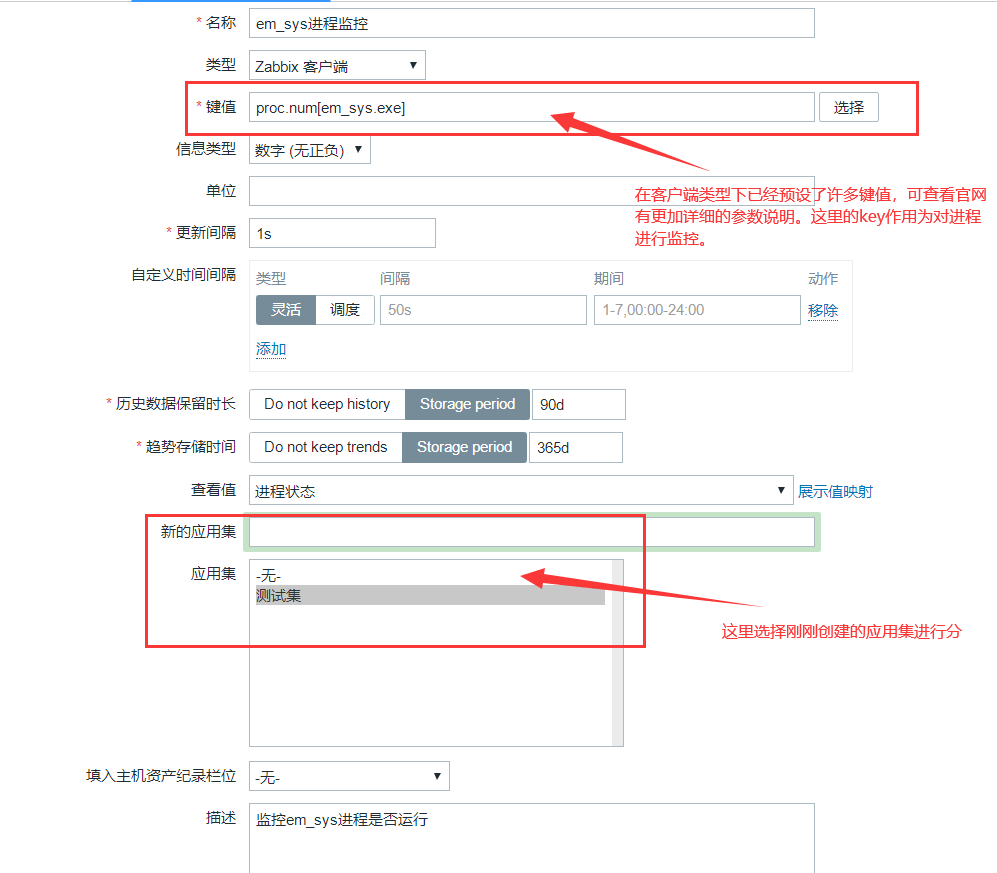 * 名称 em_sys进程监控
类型 Zabbix 客户端
* 键值 proc.num[em_sys.exe] 选择
信息类型 数字 (无正负)
单位
在客户端类型下已经预设了许多键值，可查看官网
有更加详细的参数说明。这里的key作用为对进程
进行监控。
* 更新间隔 1s
自定义时间间隔 类型 间隔 期间 动作
灵活 调度 50s 1-7,00:00-24:00 移除
添加
* 历史数据保留时长 Do not keep history Storage period 90d
* 趋势存储时间 Do not keep trends Storage period 365d
查看值 进程状态 展示值映射
新的应用集
应用集 -无-
测试集
这里选择刚刚创建的应用集进行分
填入主机资产纪录栏位 -无-
描述 监控em_sys进程是否运行